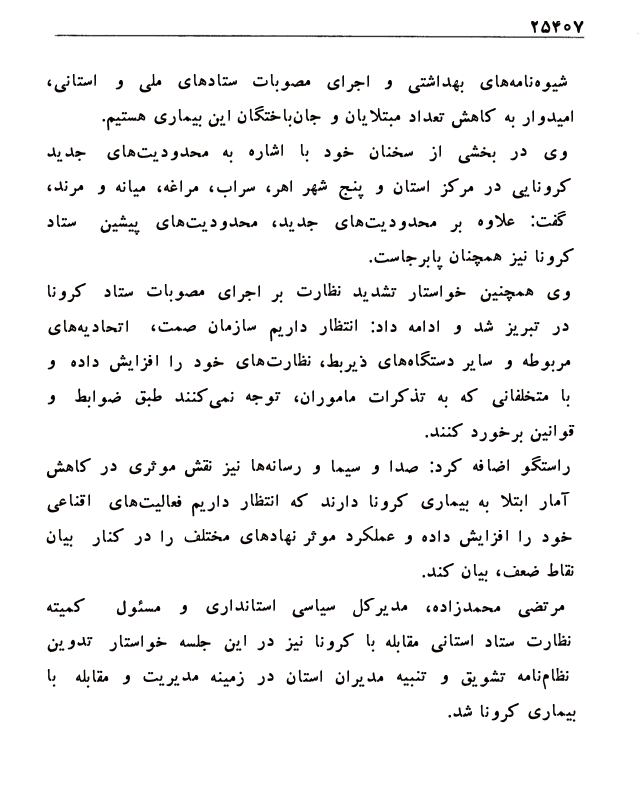 ۲۵۴۰۷
شیوه‌نامه‌های بهداشتی و اجرای مصوبات ستادهای ملی و استانی،
امیدوار به کاهش تعداد مبتلایان و جان‌باختگان این بیماری هستیم.
وی در بخشی از سخنان خود با اشاره به محدودیت‌های جدید
کرونایی در مرکز استان و پنج شهر اهر، سراب، مراغه، میانه و مرند،
گفت: علاوه بر محدودیت‌های جدید، محدودیت‌های پیشین ستاد
کرونا نیز همچنان پابرجاست.
وی همچنین خواستار تشدید نظارت بر اجرای مصوبات ستاد کرونا
در تبریز شد و ادامه داد: انتظار داریم سازمان صمت، اتحادیه‌های
مربوطه و سایر دستگاه‌های ذیربط، نظارت‌های خود را افزایش داده و
با متخلفانی که به تذکرات ماموران، توجه نمی‌کنند طبق ضوابط و
قوانین برخورد کنند.
راستگو اضافه کرد: صدا و سیما و رسانه‌ها نیز نقش موثری در کاهش
آمار ابتلا به بیماری کرونا دارند که انتظار داریم فعالیت‌های اقناعی
خود را افزایش داده و عملکرد موثر نهادهای مختلف را در کنار بیان
نقاط ضعف، بیان کند.
مرتضی محمدزاده، مدیرکل سیاسی استانداری و مسئول کمیته
نظارت ستاد استانی مقابله با کرونا نیز در این جلسه خواستار تدوین
نظام‌نامه تشویق و تنبیه مدیران استان در زمینه مدیریت و مقابله با
بیماری کرونا شد.